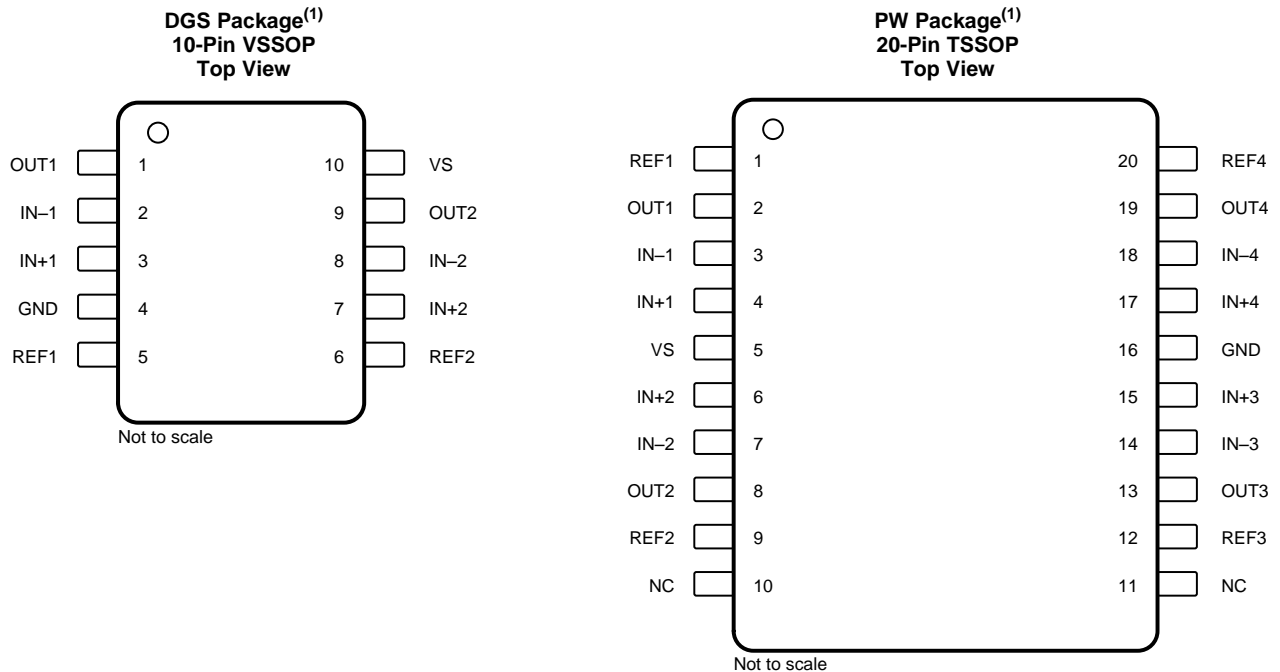 DGS Package(1)
10-Pin VSSOP
Top View
OUT1 1 10 VS
IN–1 2 9 OUT2
IN+1 3 8 IN–2
GND 4 7 IN+2
REF1 5 6 REF2
Not to scale
PW Package(1)
20-Pin TSSOP
Top View
REF1 1 20 REF4
OUT1 2 19 OUT4
IN–1 3 18 IN–4
IN+1 4 17 IN+4
VS 5 16 GND
IN+2 6 15 IN+3
IN–2 7 14 IN–3
OUT2 8 13 OUT3
REF2 9 12 REF3
NC 10 11 NC
Not to scale